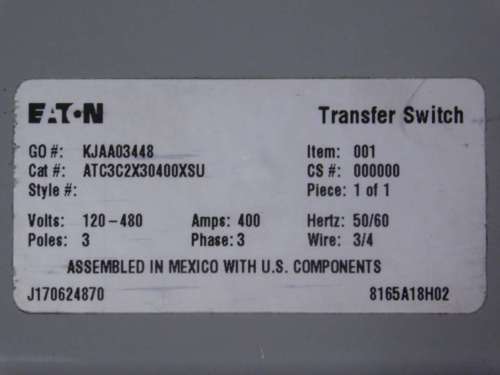 EATON Transfer Switch
GO #: KJAA03448 Item: 001
Cat #: ATC3C2X30400XSU CS #: 000000
Style #: Piece: 1 of 1
Volts: 120-480 Amps: 400 Hertz: 50/60
Poles: 3 Phase: 3 Wire: 3/4
ASSEMBLED IN MEXICO WITH U.S. COMPONENTS
J170624870 8165A18H02